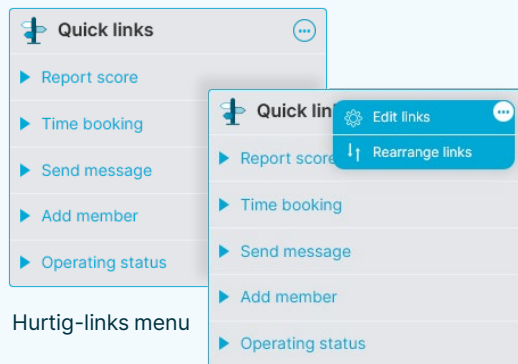 Quick links
Report score
Time booking
Send message
Add member
Operating status
Hurtig-links menu
Quick lin
Edit links
Rearrange links
Report score
Time booking
Send message
Add member
Operating status